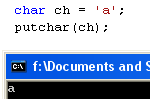 char ch = 'a';
putchar(ch);
f:\Documents and S
a